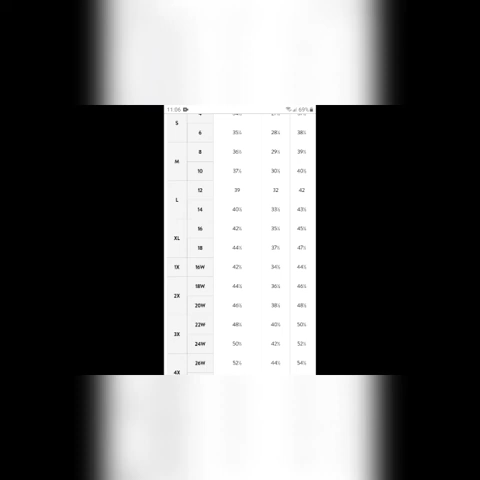 11:06 69%
S
6 35½ 28½ 38½
8 36½ 29½ 39½
M
10 37½ 30½ 40½
12 39 32 42
L
14 40½ 33½ 43½
16 42½ 35½ 45½
XL
18 44½ 37½ 47½
1X 16W 42½ 34½ 44½
18W 44½ 36½ 46½
2X
20W 46½ 38½ 48½
22W 48½ 40½ 50½
3X
24W 50½ 42½ 52½
26W 52½ 44½ 54½
4X